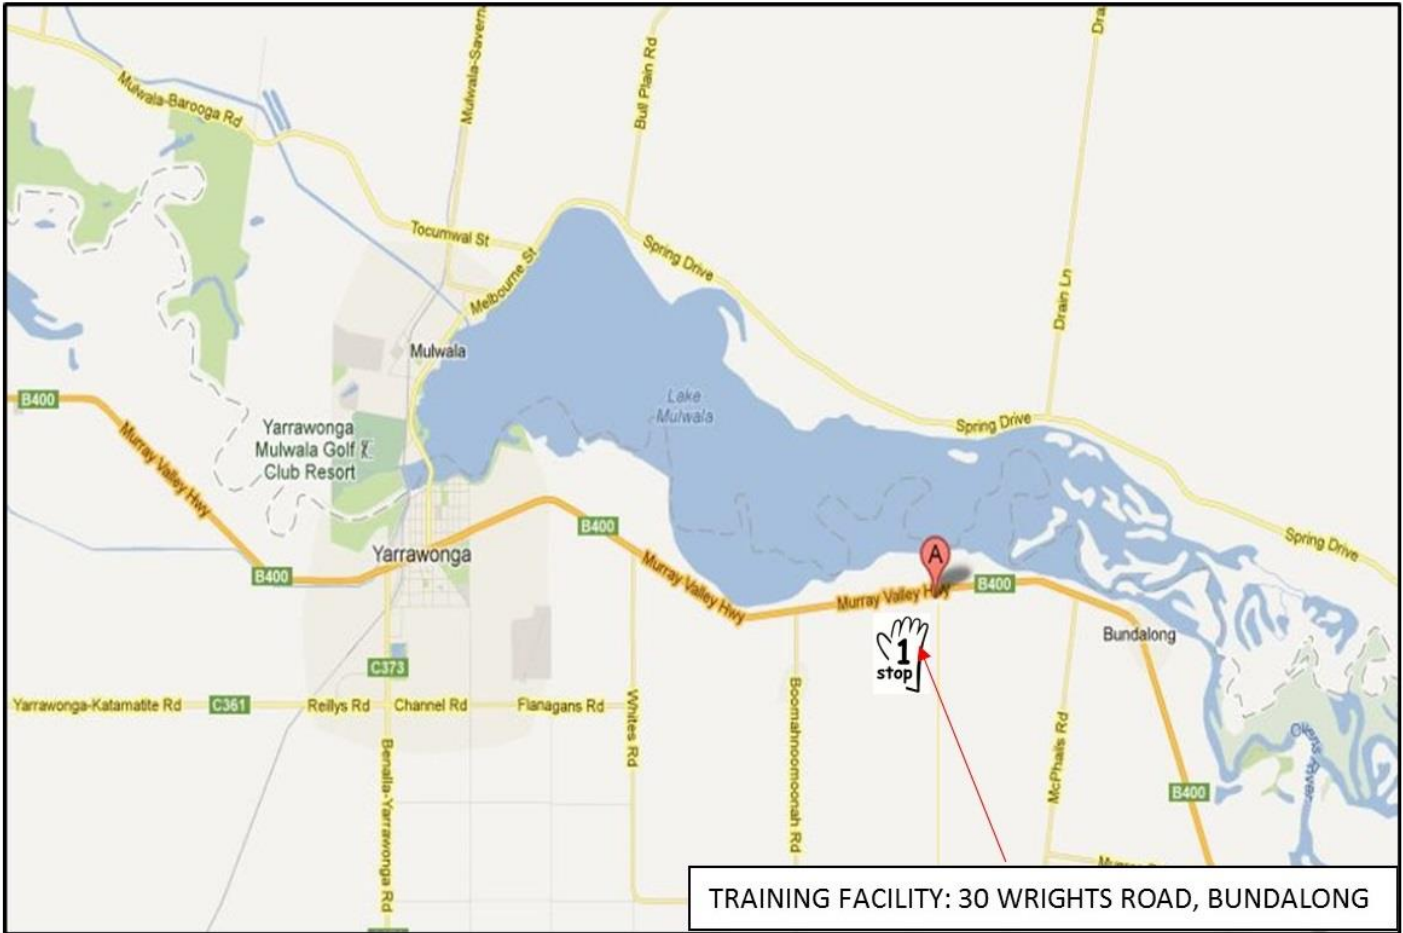 Mulwala-Barooga Rd
Mulwala-Savern
Bull Plain Rd
Dra
Tocumwal St
Melbourne St
Spring Drive
Drain Ln
Mulwala
Lake
Mulwala
B400
Murray Valley Hwy
Yarrawonga
Mulwala Golf
Club Resort
Spring Drive
B400
Yarrawonga
B400
Murray Valley Hwy
A
Murray Valley Hwy
B400
Spring Drive
1
stop
Bundalong
C373
Yarrawonga-Katamatite Rd
C361
Reillys Rd
Channel Rd
Flanagans Rd
Whites Rd
Benalla-Yarrawonga Rd
Boomahnoomoonah Rd
McPhails Rd
B400
Ovens River
TRAINING FACILITY: 30 WRIGHTS ROAD, BUNDALONG